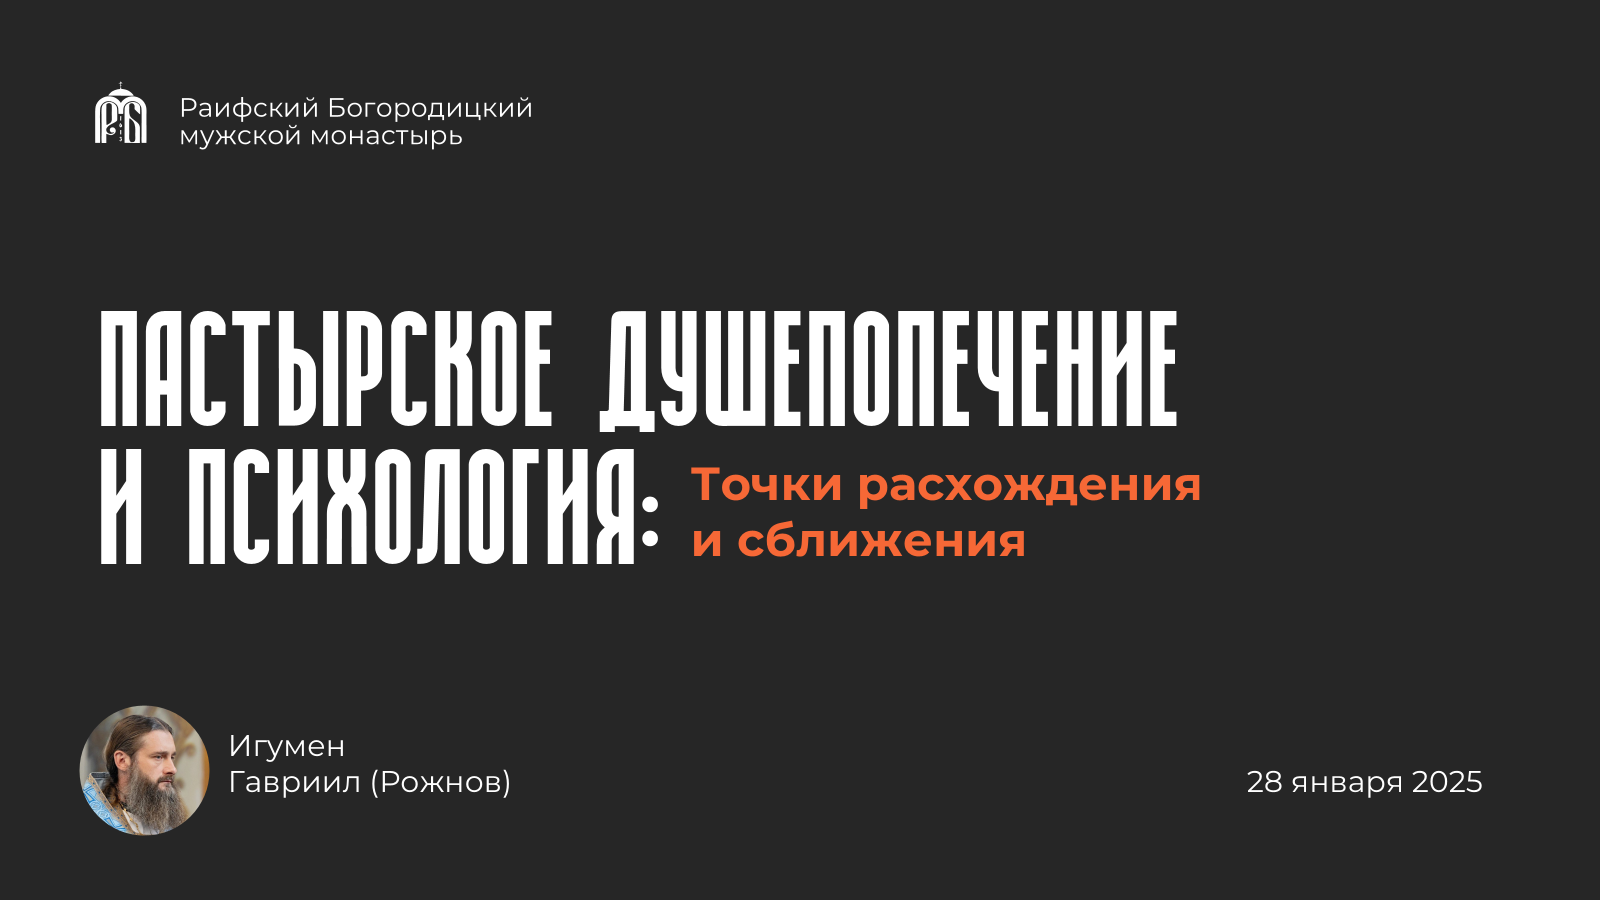 Раифский Богородицкий
мужской монастырь
ПАСТЫРСКОЕ ДУШЕПОПЕЧЕНИЕ
И ПСИХОЛОГИЯ:
Точки расхождения
и сближения
Игумен
Гавриил (Рожнов)
28 января 2025